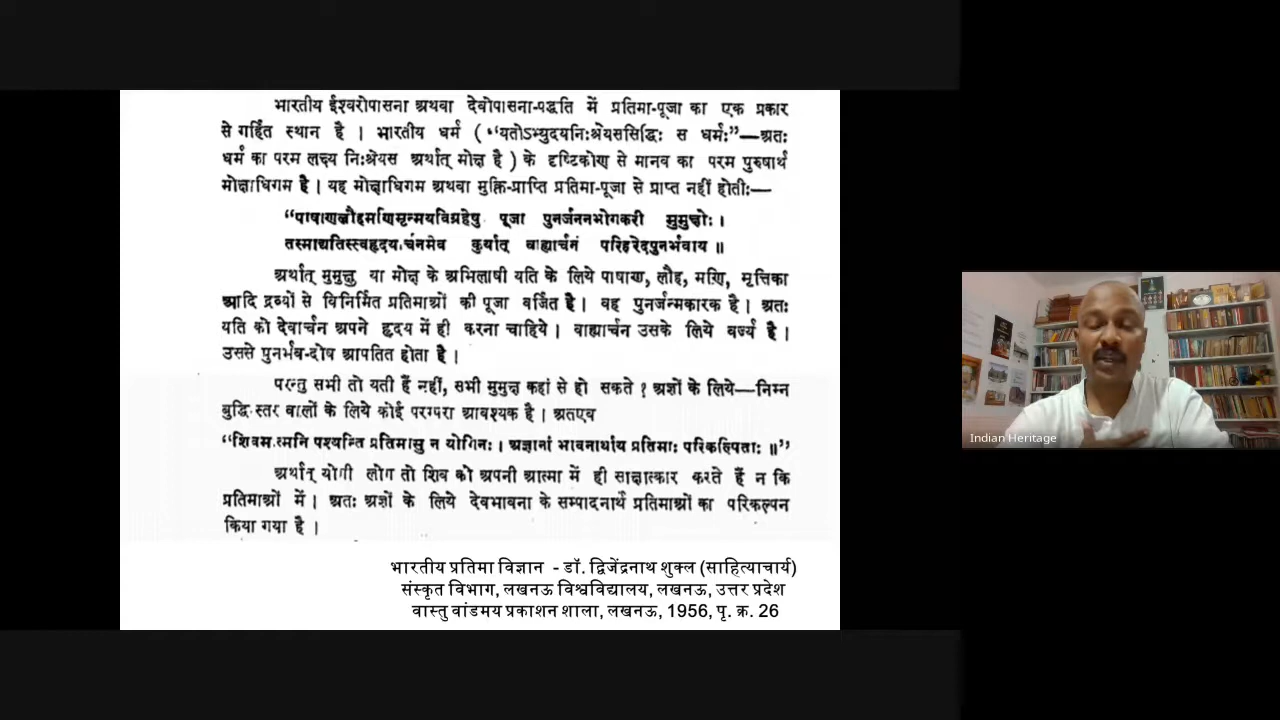 भारतीय ईश्वरोपासना अथवा देवोपासना-पद्धति में प्रतिमा-पूजा का एक प्रकार
से गर्हित स्थान है । भारतीय धर्म (“यतोऽभ्युदयनिःश्रेयससिद्धिः स धर्मः”—अतः
धर्म का परम लक्ष्य निःश्रेयस अर्थात् मोक्ष है ) के दृष्टिकोण से मानव का परम पुरुषार्थ
मोक्षाधिगम है । यह मोक्षाधिगम अथवा मुक्ति-प्राप्ति प्रतिमा-पूजा से प्राप्त नहीं होती:—
“पाषाणलौहमणिमृन्मयविग्रहेषु पूजा पुनर्जननभोगकरी मुमुक्षोः ।
तस्माद्यतिस्स्वहृदयार्चनमेव कुर्यात् वाह्यार्चनं परिहरेदपुनर्भवाय ॥
अर्थात् मुमुक्षु या मोक्ष के अभिलाषी यति के लिये पाषाण, लौह, मणि, मृत्तिका
आदि द्रव्यों से विनिर्मित प्रतिमाओं की पूजा वर्जित है । वह पुनर्जन्मकारक है । अतः
यति को देवार्चन अपने हृदय में ही करना चाहिये । वाह्यार्चन उसके लिये वर्ज्य है ।
उससे पुनर्भव-दोष आपतित होता है ।
परन्तु सभी तो यती हैं नहीं, सभी मुमुक्षु कहां से हो सकते ? अज्ञों के लिये—निम्न
बुद्धि-स्तर वालों के लिये कोई परम्परा आवश्यक है । अतएव
“शिवमात्मनि पश्यन्ति प्रतिमासु न योगिनः । अज्ञानां भावनार्थाय प्रतिमाः परिकल्पिताः ॥”
अर्थात् योगी लोग तो शिव को अपनी आत्मा में ही साक्षात्कार करते हैं न कि
प्रतिमाओं में । अतः अज्ञों के लिये देवभावना के सम्पादनार्थ प्रतिमाओं का परिकल्पन
किया गया है ।
भारतीय प्रतिमा विज्ञान - डॉ. द्विजेंद्रनाथ शुक्ल (साहित्याचार्य)
संस्कृत विभाग, लखनऊ विश्वविद्यालय, लखनऊ, उत्तर प्रदेश
वास्तु वांडमय प्रकाशन शाला, लखनऊ, 1956, पृ. क्र. 26
Indian Heritage